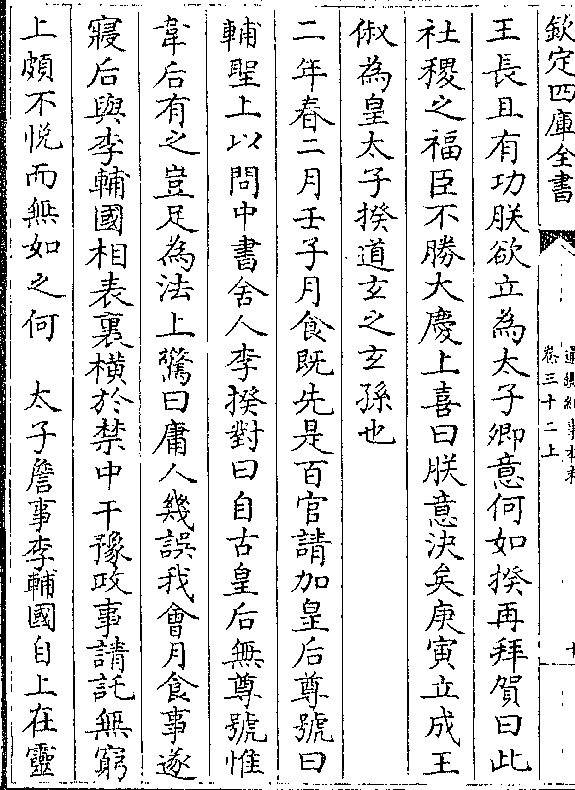 欽定四庫全書
通鑑紀事本末
卷三十二上
王長且有功朕欲立為太子卿意何如揆再拜賀曰此
社稷之福臣不勝大慶上喜曰朕意決矣庚寅立成王
俶為皇太子揆道玄之玄孫也
二年春二月壬子月食既先是百官請加皇后尊號曰
輔聖上以問中書舍人李揆對曰自古皇后無尊號惟
韋后有之豈足為法上驚曰庸人幾誤我會月食事遂
寢后與李輔國相表裏橫於禁中干豫政事請託無窮
上頗不悅而無如之何　太子詹事李輔國自上在靈